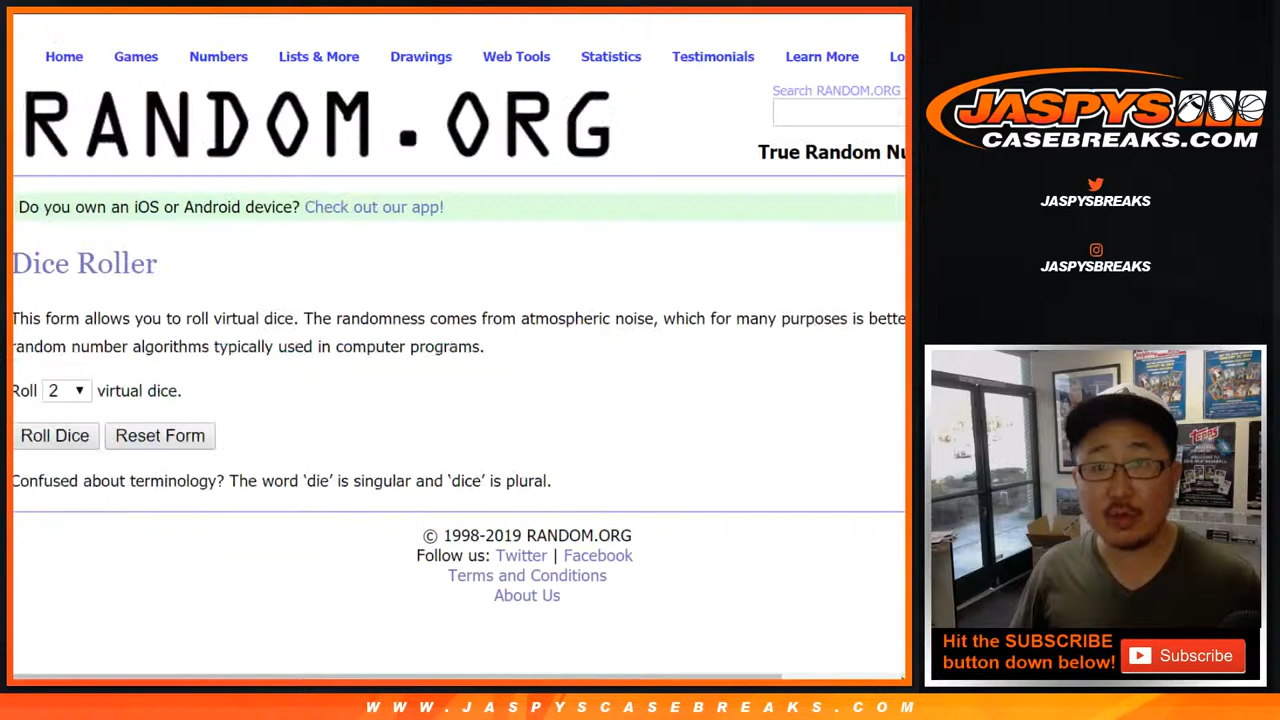 Home Games Numbers Lists & More Drawings Web Tools Statistics Testimonials Learn More Lo
RANDOM.ORG
Search RANDOM.ORG
True Random Nu
Do you own an iOS or Android device? Check out our app!
Dice Roller
This form allows you to roll virtual dice. The randomness comes from atmospheric noise, which for many purposes is bette
random number algorithms typically used in computer programs.
Roll 2 virtual dice.
Roll Dice Reset Form
Confused about terminology? The word ‘die’ is singular and ‘dice’ is plural.
© 1998-2019 RANDOM.ORG
Follow us: Twitter | Facebook
Terms and Conditions
About Us
JASPYS
CASEBREAKS.COM
JASPYSBREAKS
JASPYSBREAKS
topps
Hit the SUBSCRIBE
button down below!
Subscribe
WWW.JASPYSCASEBREAKS.COM